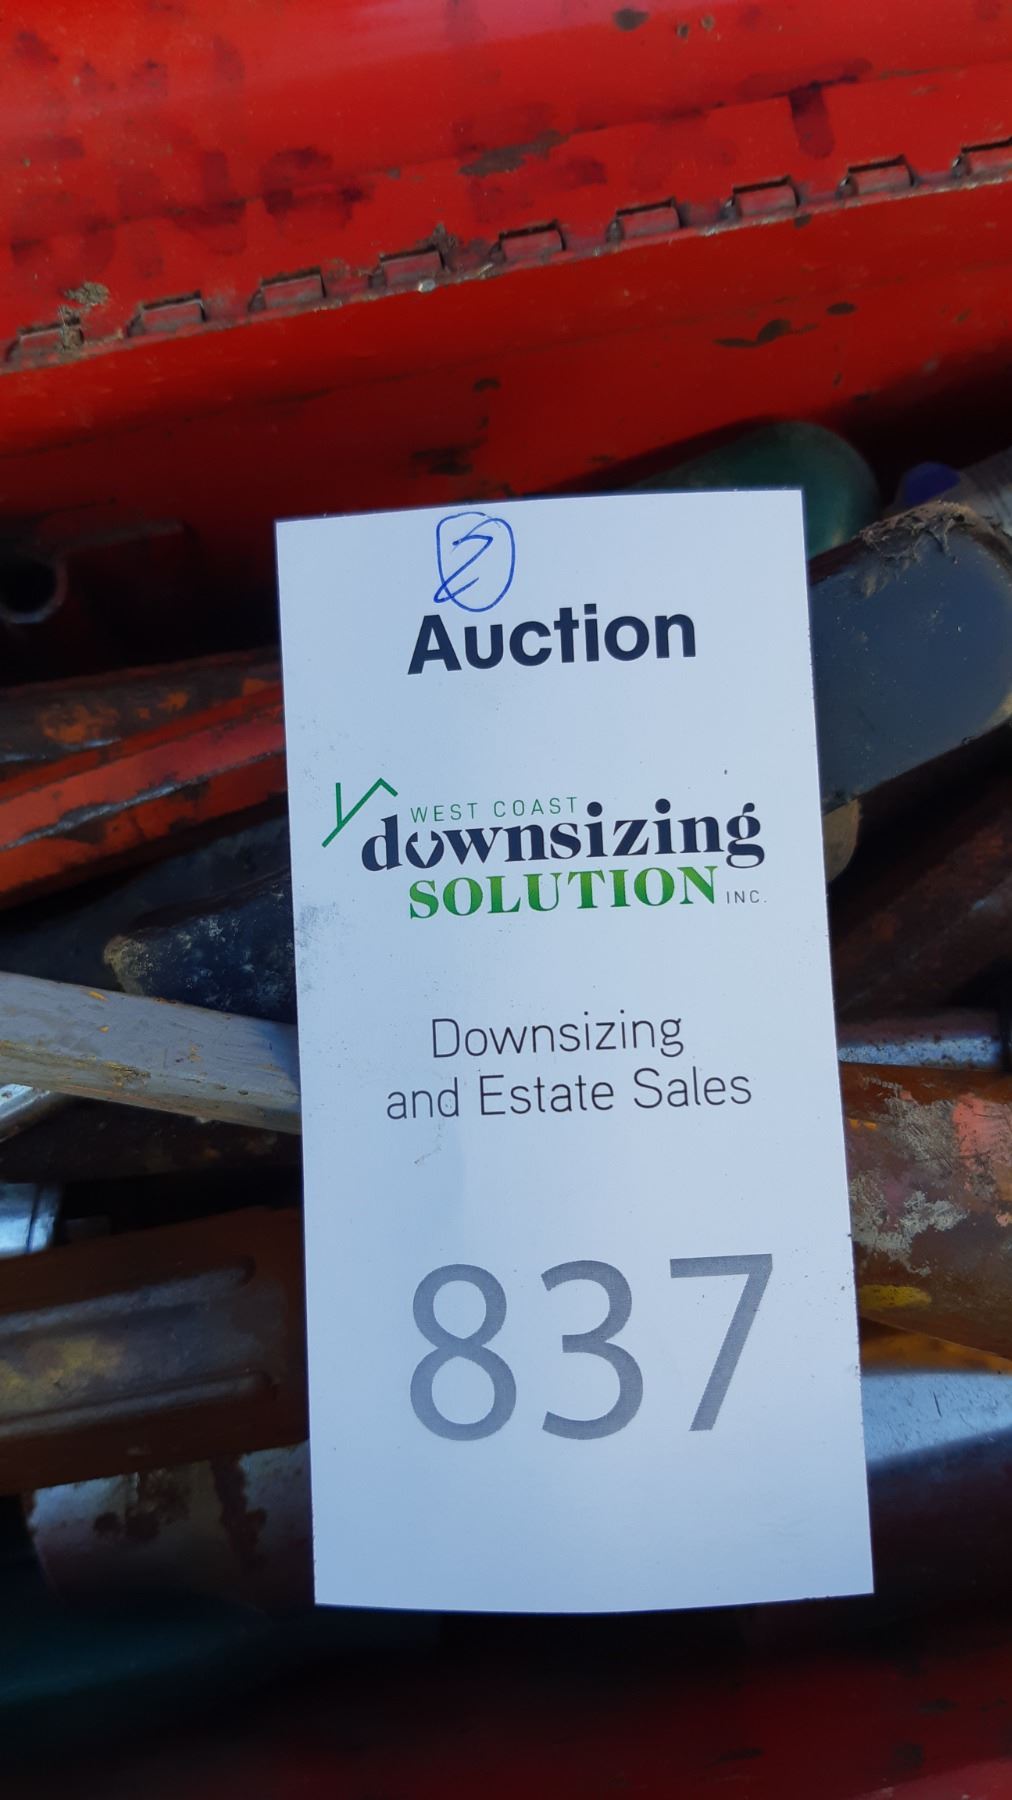 Auction
WEST COAST
downsizing
SOLUTION INC.
Downsizing
and Estate Sales
837